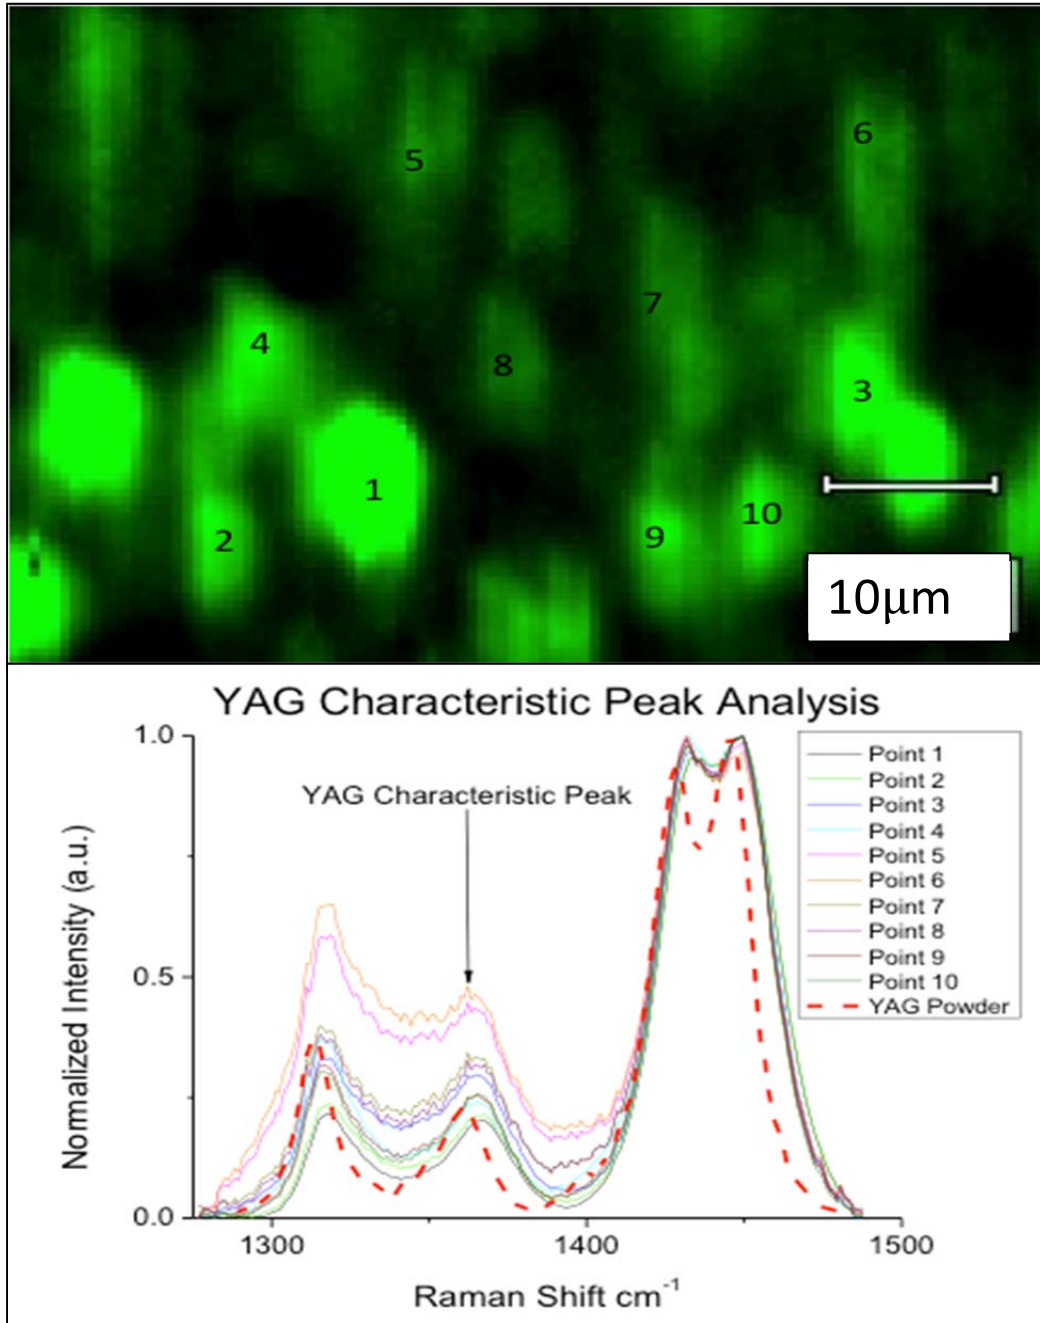 5
6
7
4
8
3
1
10
2
9
10μm
YAG Characteristic Peak Analysis
1.0
0.5
0.0
Normalized Intensity (a.u.)
YAG Characteristic Peak
Point 1
Point 2
Point 3
Point 4
Point 5
Point 6
Point 7
Point 8
Point 9
Point 10
YAG Powder
1300
1400
1500
Raman Shift cm⁻¹